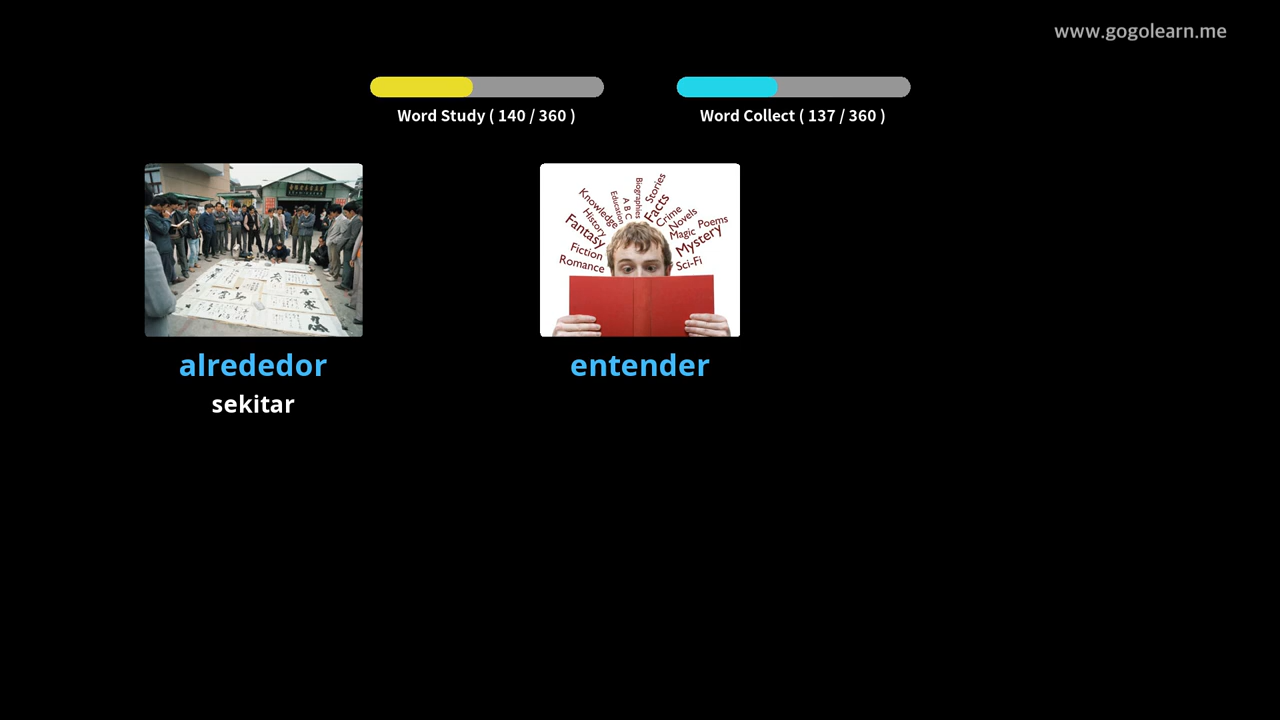 www.gogolearn.me
Word Study ( 140 / 360 )
Word Collect ( 137 / 360 )
Knowledge
Education
A B C
Biographies
Stories
Facts
History
Crime
Novels
Fantasy
Magic
Poems
Mystery
Fiction
Romance
Sci-Fi
alrededor
sekitar
entender